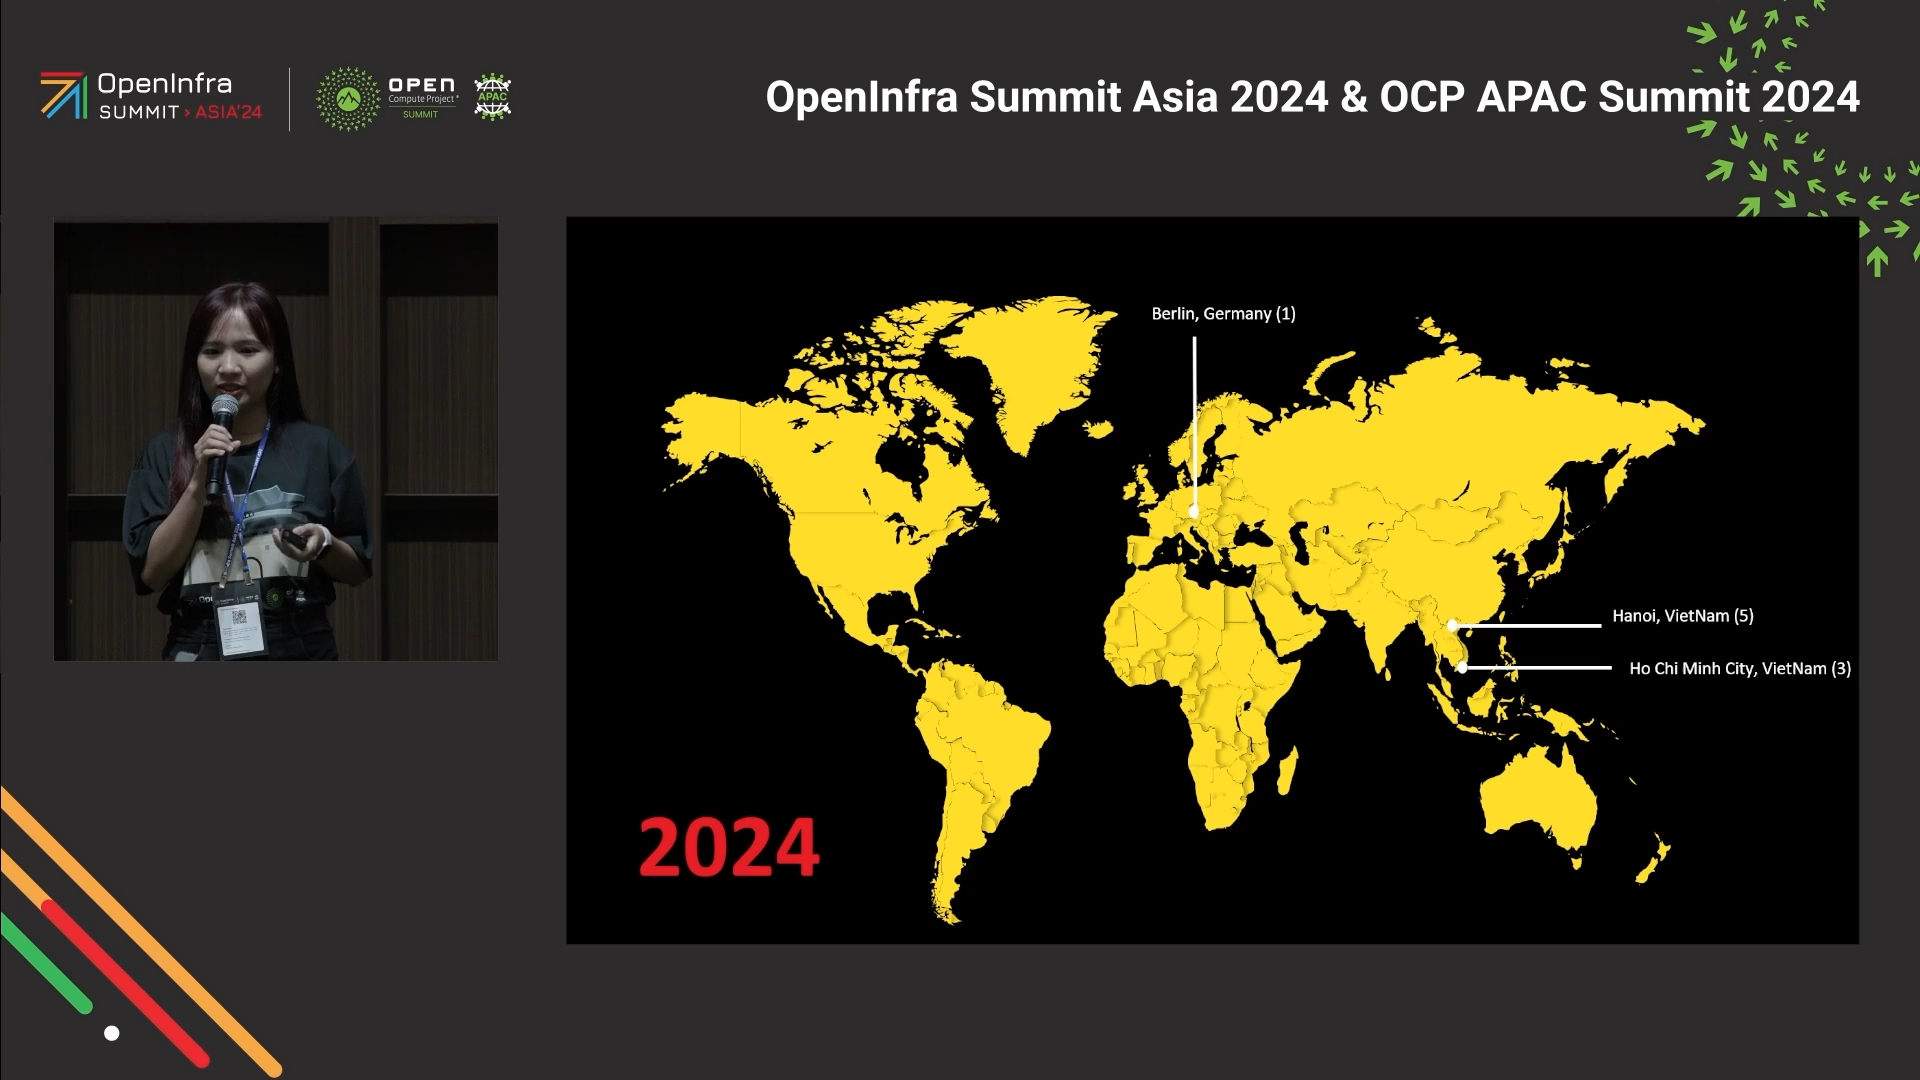 OpenInfra
SUMMIT > ASIA'24
OPEN
Compute Project®
SUMMIT
APAC
OpenInfra Summit Asia 2024 & OCP APAC Summit 2024
Berlin, Germany (1)
Hanoi, VietNam (5)
Ho Chi Minh City, VietNam (3)
2024